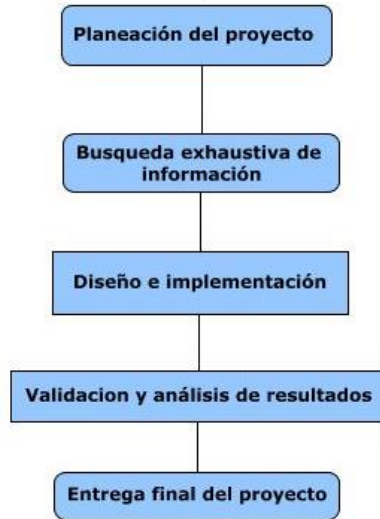 Planeación del proyecto
Busqueda exhaustiva de
información
Diseño e implementación
Validacion y análisis de resultados
Entrega final del proyecto